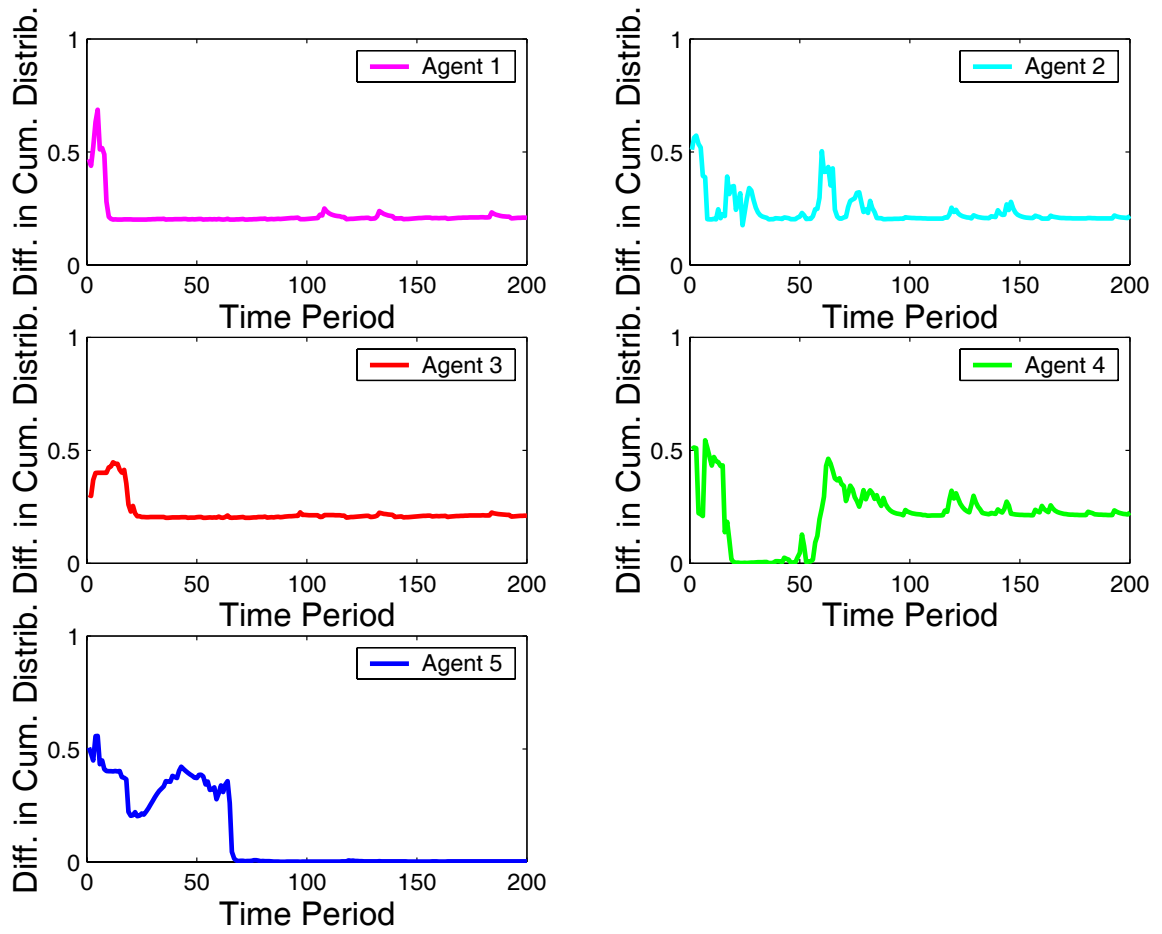 Diff. in Cum. Distrib.
1
0.5
0
0 50 100 150 200
Time Period
Agent 1
Diff. in Cum. Distrib.
1
0.5
0
0 50 100 150 200
Time Period
Agent 2
Diff. in Cum. Distrib.
1
0.5
0
0 50 100 150 200
Time Period
Agent 3
Diff. in Cum. Distrib.
1
0.5
0
0 50 100 150 200
Time Period
Agent 4
Diff. in Cum. Distrib.
1
0.5
0
0 50 100 150 200
Time Period
Agent 5